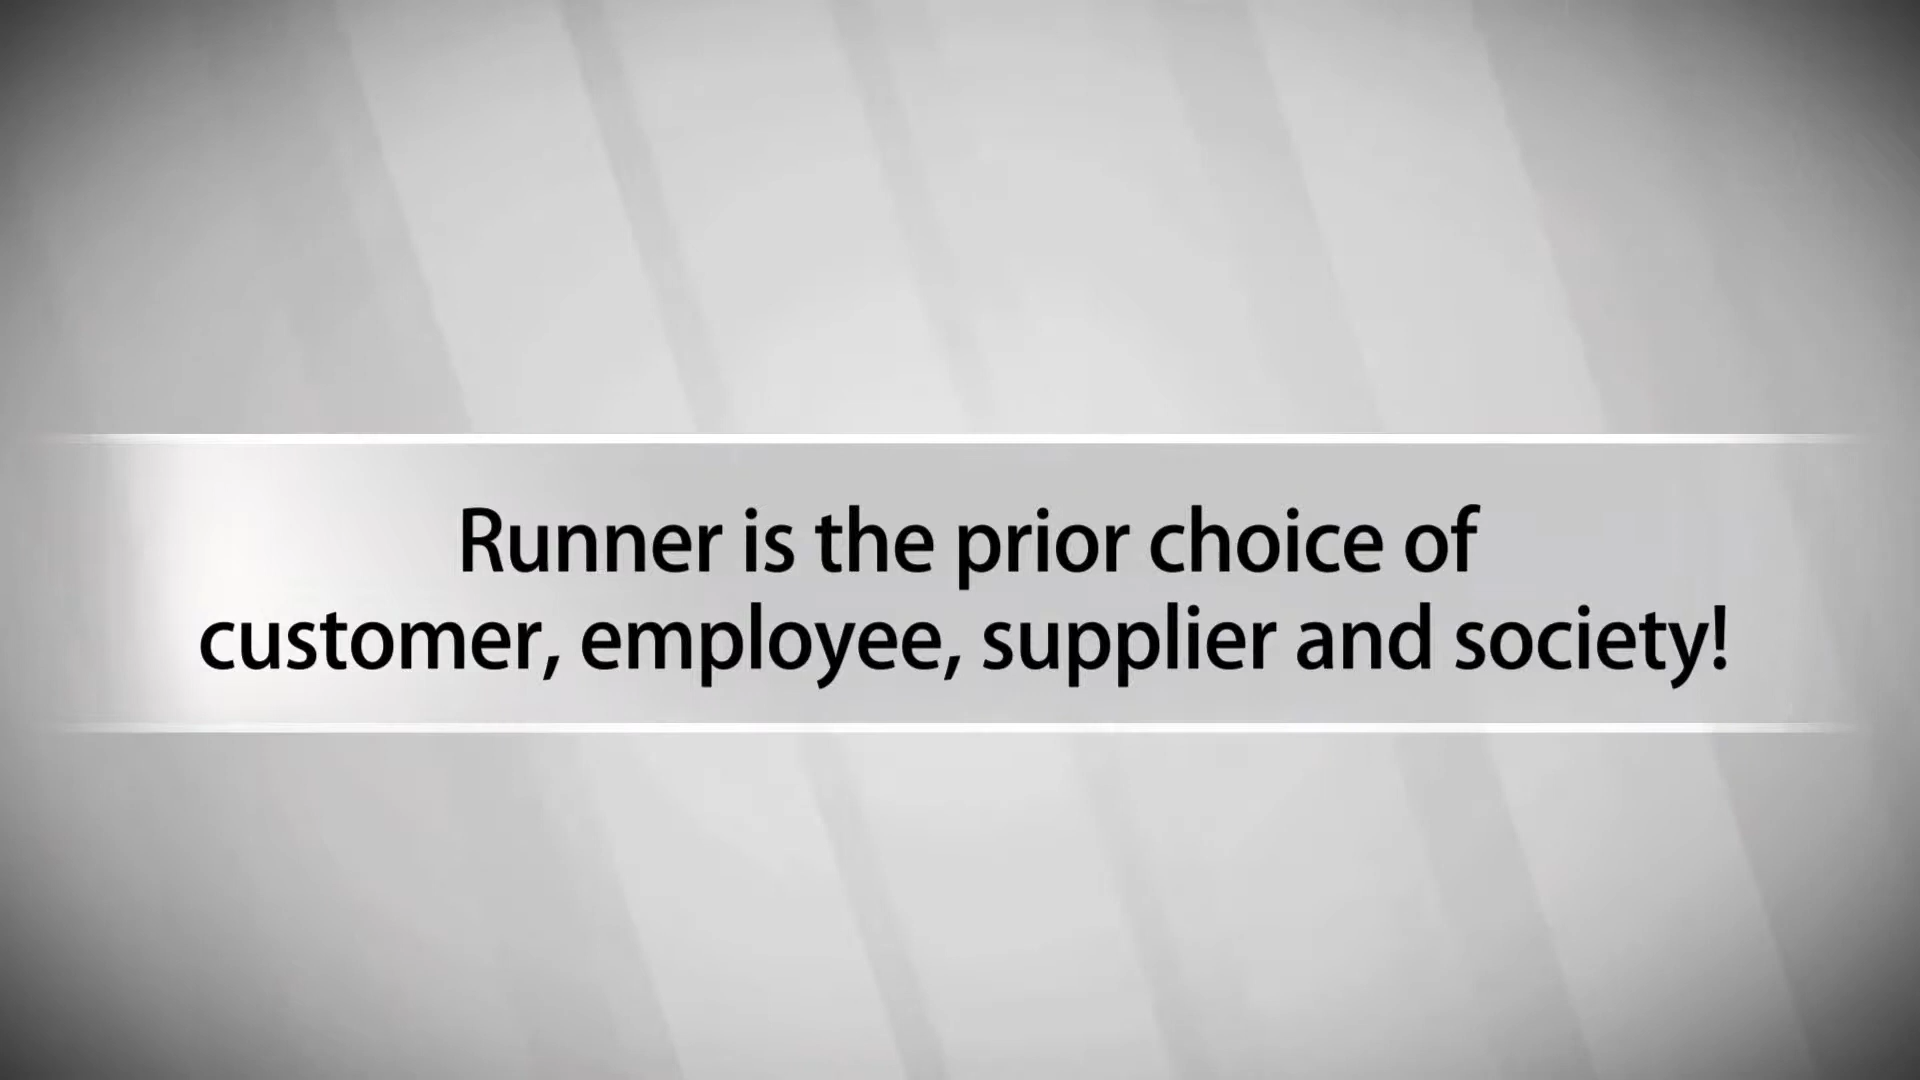 Runner is the prior choice of
customer, employee, supplier and society!